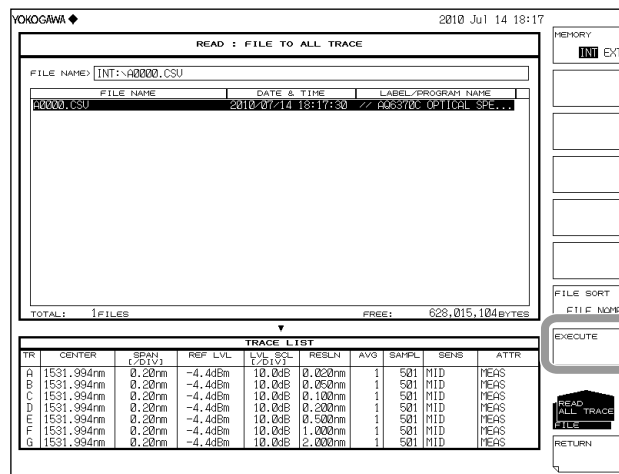 YOKOGAWA ◆ 2010 Jul 14 18:17
READ : FILE TO ALL TRACE
FILE NAME> INT:\A0000.CSV
FILE NAME DATE & TIME LABEL/PROGRAM NAME
A0000.CSV 2010/07/14 18:17:30 // AQ6370C OPTICAL SPE...
TOTAL: 1FILES FREE: 628,015,104BYTES
▼
TRACE LIST
TR CENTER SPAN [/DIV] REF LVL LVL SCL [/DIV] RESLN AVG SAMPL SENS ATTR
A 1531.994nm 0.20nm -4.4dBm 10.0dB 0.020nm 1 501 MID MEAS
B 1531.994nm 0.20nm -4.4dBm 10.0dB 0.050nm 1 501 MID MEAS
C 1531.994nm 0.20nm -4.4dBm 10.0dB 0.100nm 1 501 MID MEAS
D 1531.994nm 0.20nm -4.4dBm 10.0dB 0.200nm 1 501 MID MEAS
E 1531.994nm 0.20nm -4.4dBm 10.0dB 0.500nm 1 501 MID MEAS
F 1531.994nm 0.20nm -4.4dBm 10.0dB 1.000nm 1 501 MID MEAS
G 1531.994nm 0.20nm -4.4dBm 10.0dB 2.000nm 1 501 MID MEAS
MEMORY
INT EXT
FILE SORT
FILE NAME
EXECUTE
READ
ALL TRACE
FILE
RETURN